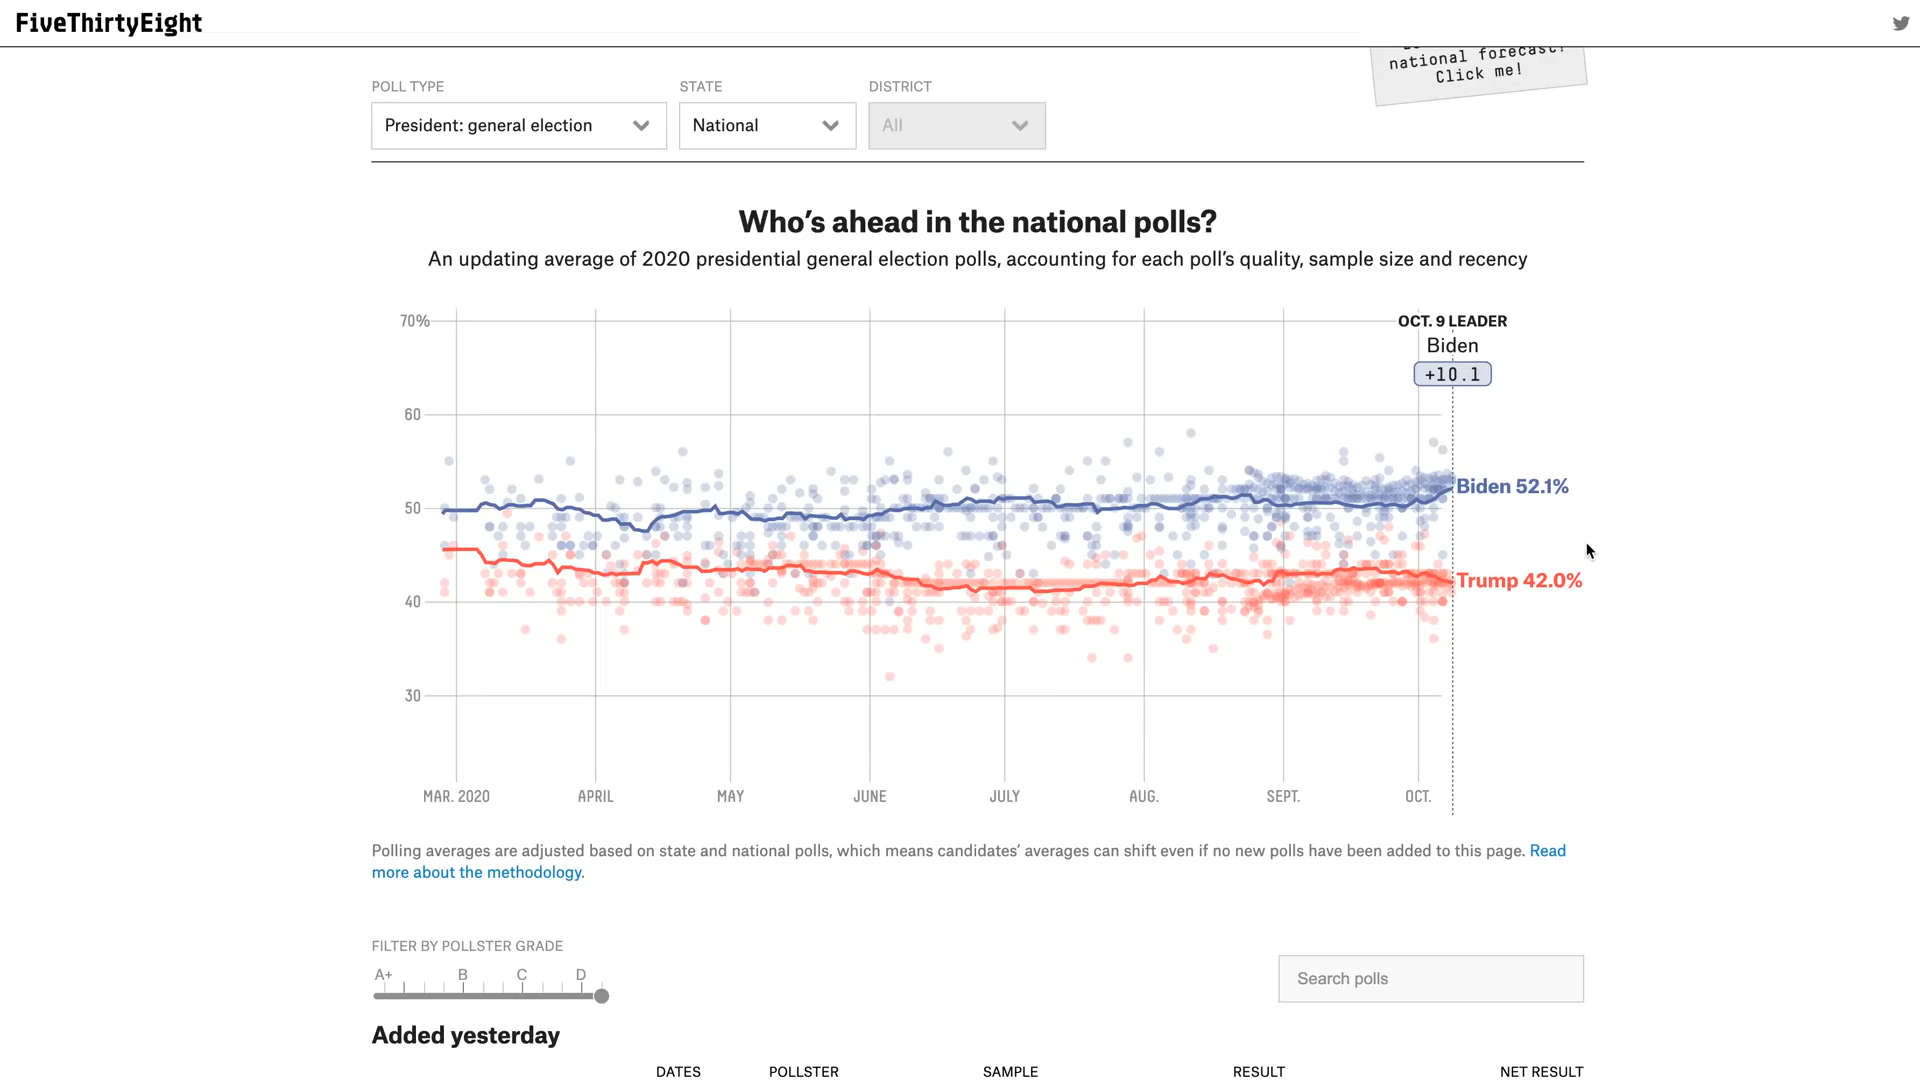 FiveThirtyEight
national forecast!
Click me!
POLL TYPE
STATE
DISTRICT
President: general election
National
All
Who's ahead in the national polls?
An updating average of 2020 presidential general election polls, accounting for each poll's quality, sample size and recency
70%
OCT. 9 LEADER
Biden
+10.1
60
Biden 52.1%
50
Trump 42.0%
40
30
MAR. 2020
APRIL
MAY
JUNE
JULY
AUG.
SEPT.
OCT.
Polling averages are adjusted based on state and national polls, which means candidates' averages can shift even if no new polls have been added to this page. Read
more about the methodology.
FILTER BY POLLSTER GRADE
A+
B
C
D
Search polls
Added yesterday
DATES
POLLSTER
SAMPLE
RESULT
NET RESULT